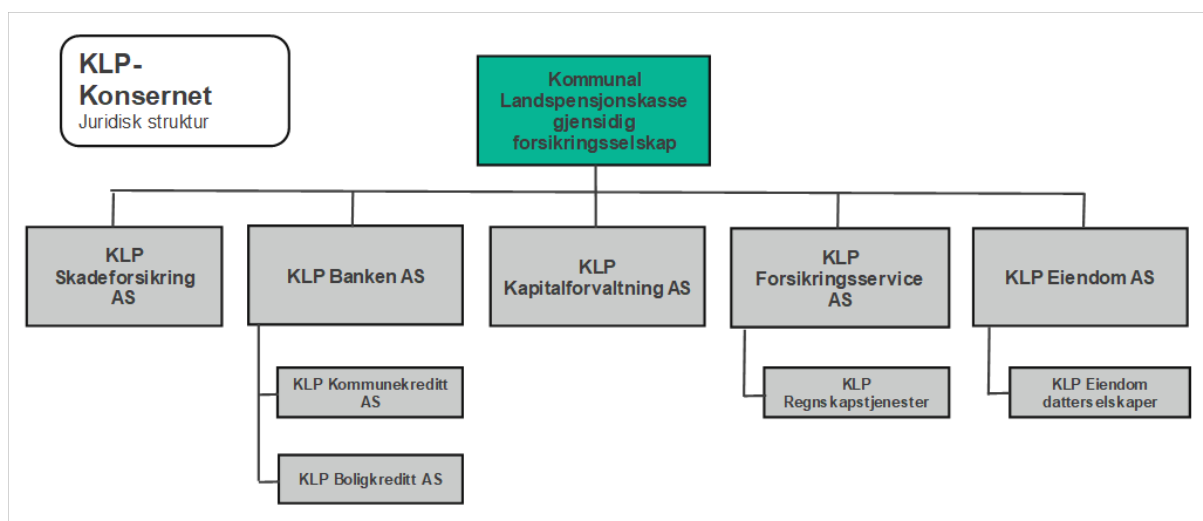 KLP-
Konsernet
Juridisk struktur
Kommunal
Landspensjonskasse
gjensidig
forsikringsselskap
KLP
Skadeforsikring
AS
KLP Banken AS
KLP
Kapitalforvaltning AS
KLP
Forsikringsservice
AS
KLP Eiendom AS
KLP Kommunekreditt
AS
KLP
Regnskapstjenester
KLP Eiendom
datterselskaper
KLP Boligkreditt AS